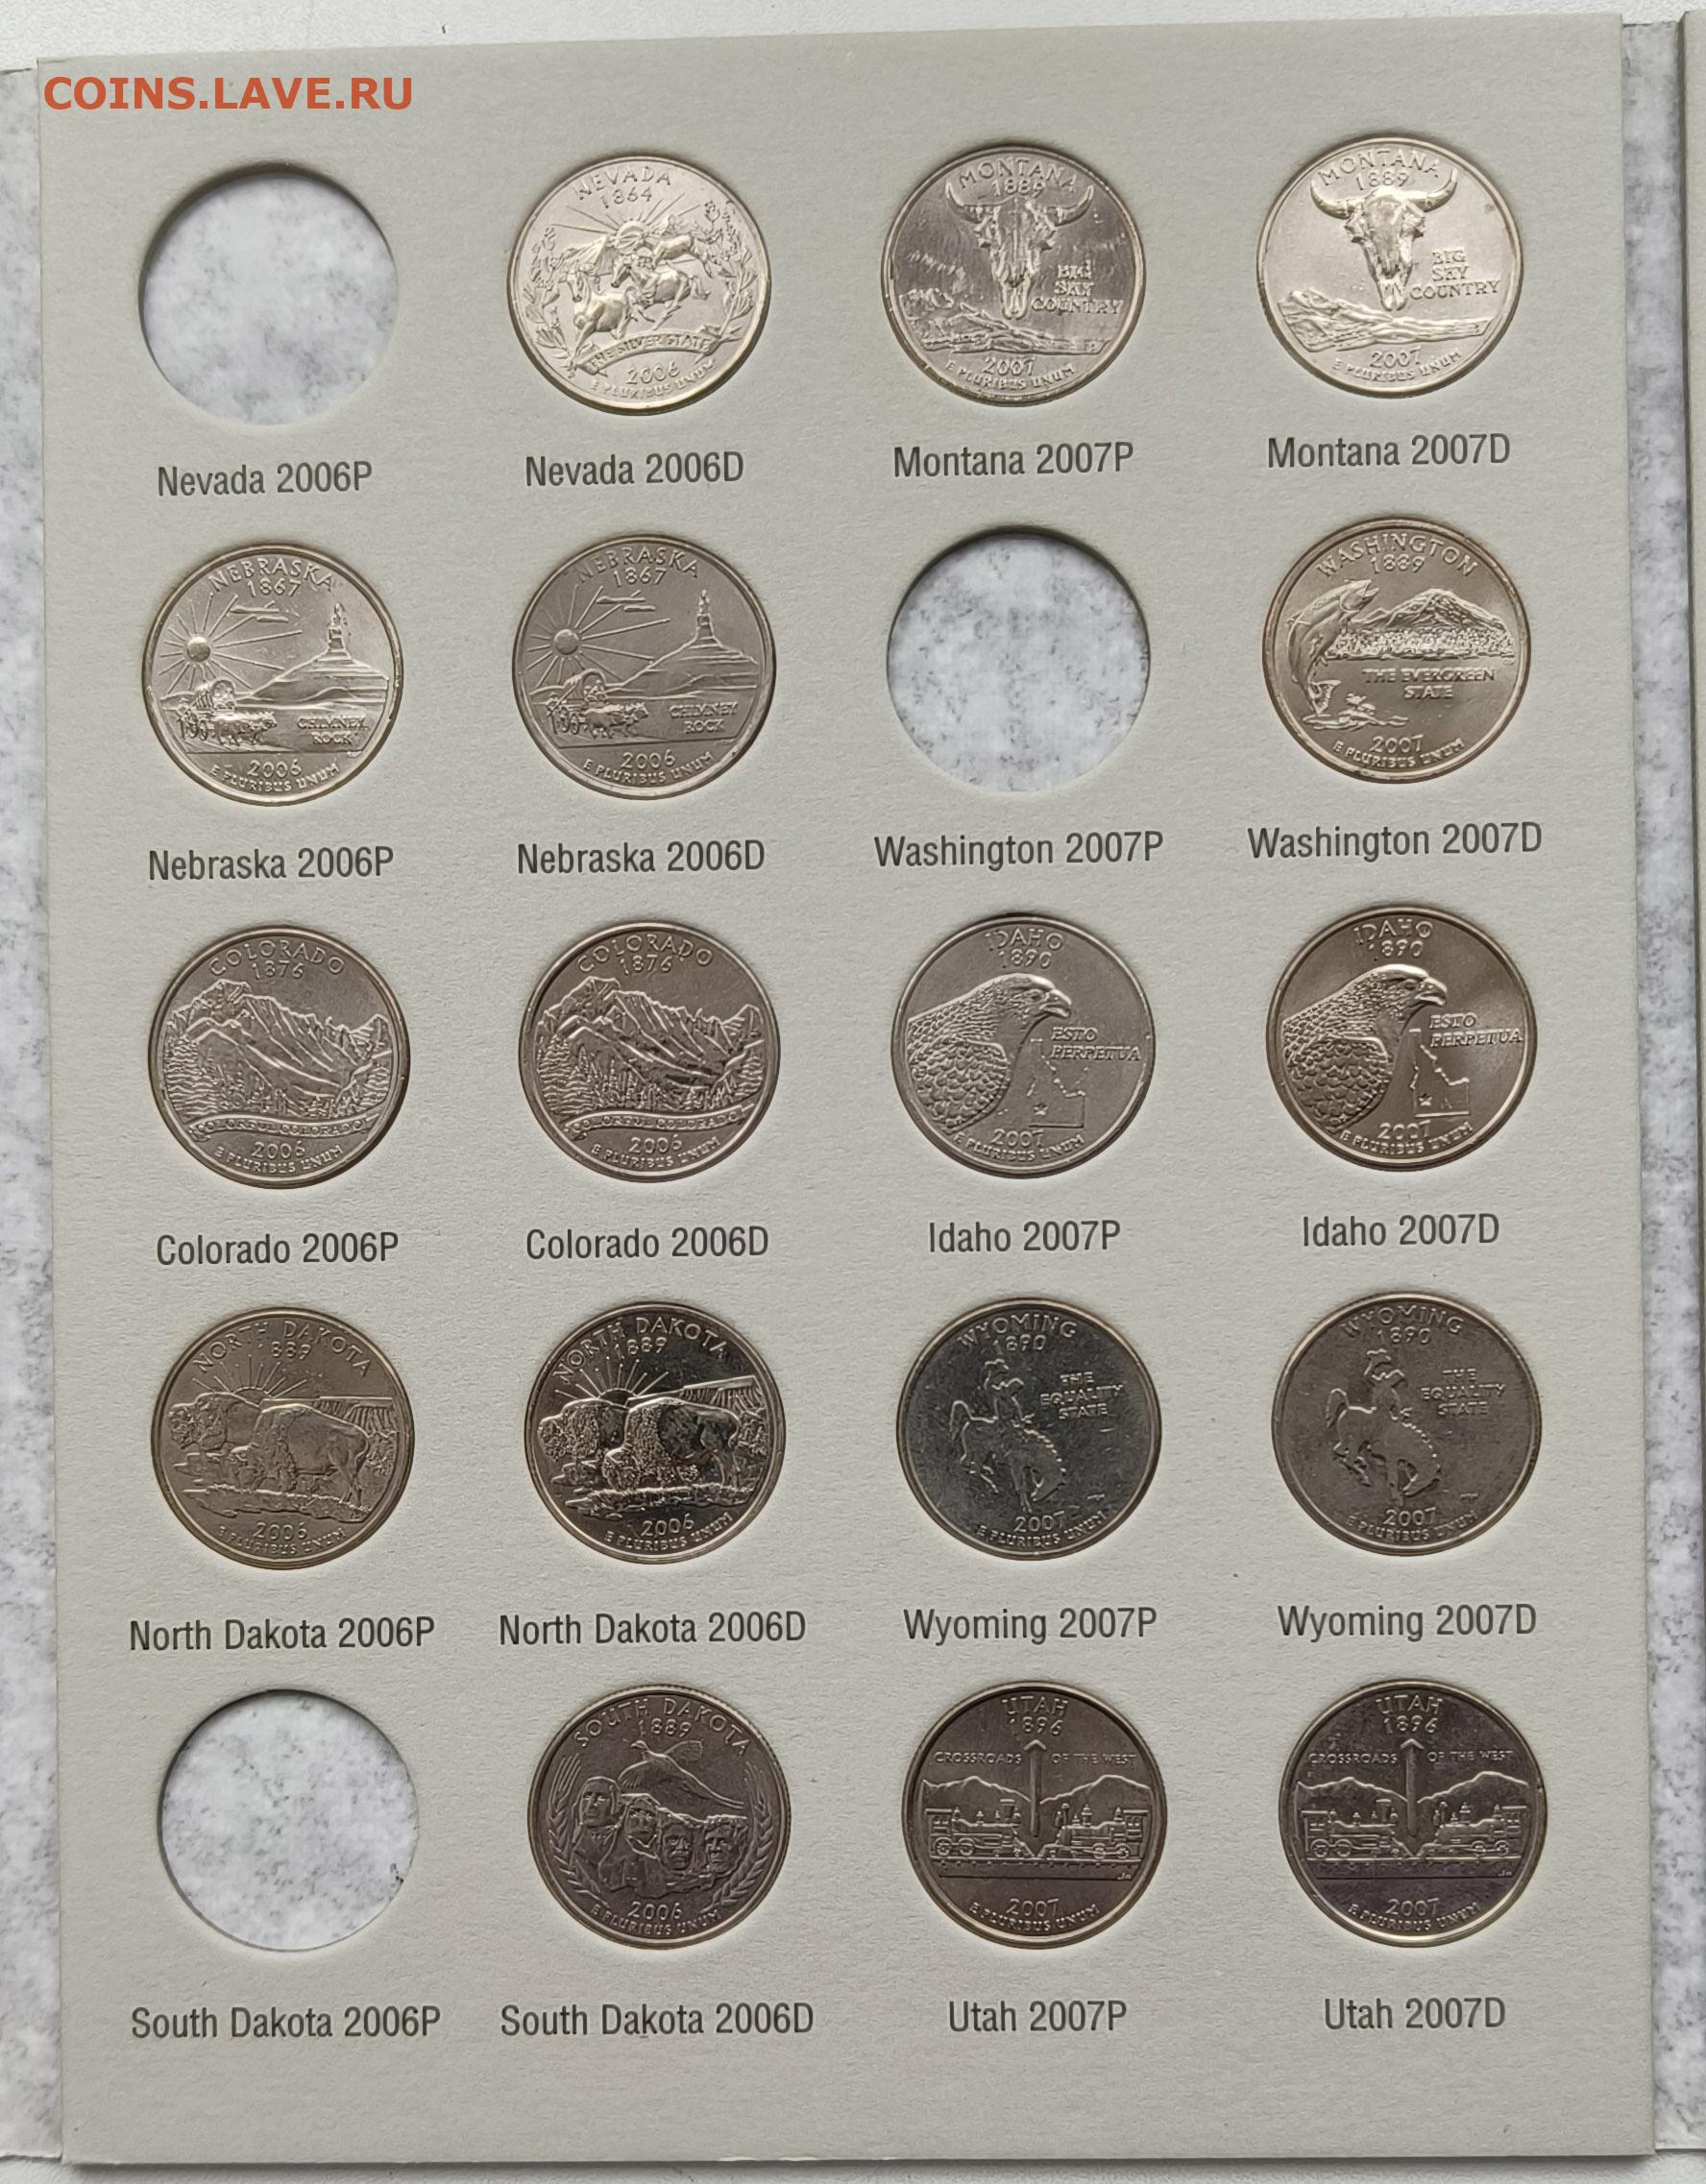 COINS.LAVE.RU
NEVADA
1864
THE SILVER STATE
2006
E PLURIBUS UNUM
MONTANA
1889
BIG
SKY
COUNTRY
2007
E PLURIBUS UNUM
MONTANA
1889
BIG
SKY
COUNTRY
2007
E PLURIBUS UNUM
Nevada 2006P
Nevada 2006D
Montana 2007P
Montana 2007D
NEBRASKA
1867
CHIMNEY
ROCK
2006
E PLURIBUS UNUM
NEBRASKA
1867
CHIMNEY
ROCK
2006
E PLURIBUS UNUM
WASHINGTON
1889
THE EVERGREEN
STATE
2007
E PLURIBUS UNUM
Nebraska 2006P
Nebraska 2006D
Washington 2007P
Washington 2007D
COLORADO
1876
COLORFUL COLORADO
2006
E PLURIBUS UNUM
COLORADO
1876
COLORFUL COLORADO
2006
E PLURIBUS UNUM
IDAHO
1890
ESTO
PERPETUA
2007
E PLURIBUS UNUM
IDAHO
1890
ESTO
PERPETUA
2007
E PLURIBUS UNUM
Colorado 2006P
Colorado 2006D
Idaho 2007P
Idaho 2007D
NORTH DAKOTA
1889
2006
E PLURIBUS UNUM
NORTH DAKOTA
1889
2006
E PLURIBUS UNUM
WYOMING
1890
THE
EQUALITY
STATE
2007
E PLURIBUS UNUM
WYOMING
1890
THE
EQUALITY
STATE
2007
E PLURIBUS UNUM
North Dakota 2006P
North Dakota 2006D
Wyoming 2007P
Wyoming 2007D
SOUTH DAKOTA
1889
2006
E PLURIBUS UNUM
UTAH
1896
CROSSROADS OF THE WEST
2007
E PLURIBUS UNUM
UTAH
1896
CROSSROADS OF THE WEST
2007
E PLURIBUS UNUM
South Dakota 2006P
South Dakota 2006D
Utah 2007P
Utah 2007D